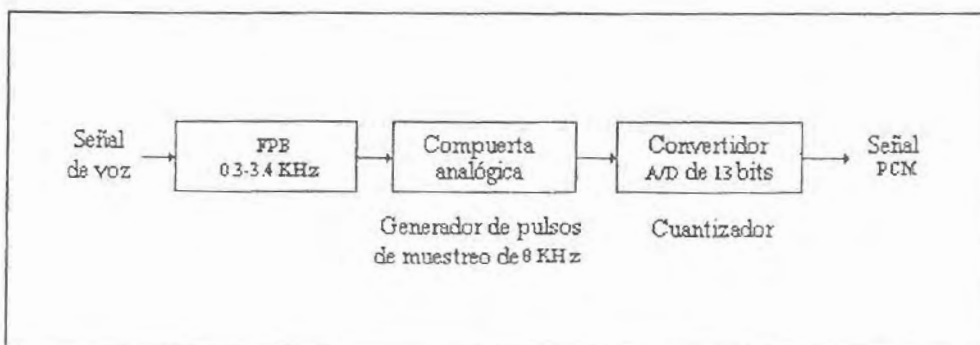 Señal
de voz
FPB
0.3-3.4 KHz
Compuerta
analógica
Convertidor
A/D de 13 bits
Señal
PCM
Generador de pulsos
de muestreo de 8 KHz
Cuantizador